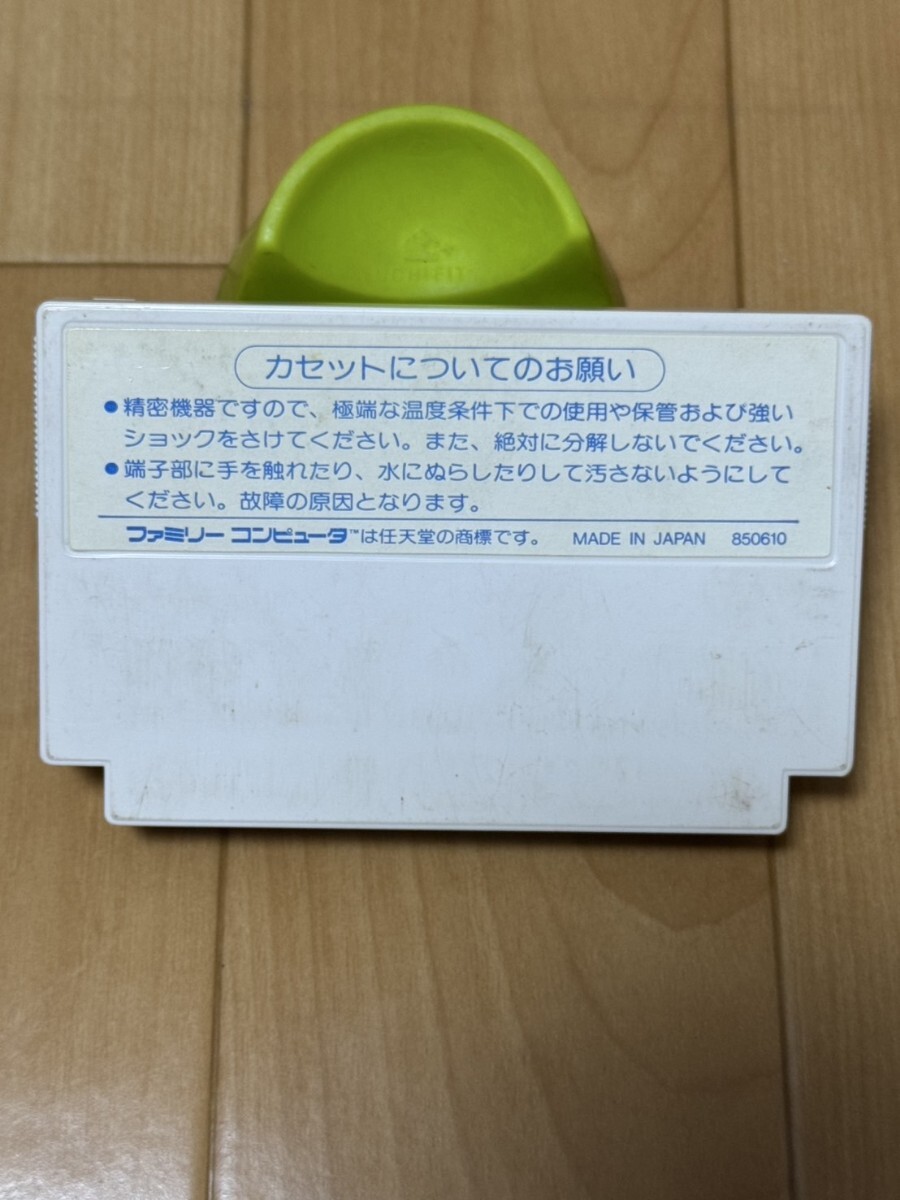 カセットについてのお願い
●精密機器ですので、極端な温度条件下での使用や保管および強い
ショックをさけてください。また、絶対に分解しないでください。
●端子部に手を触れたり、水にぬらしたりして汚さないようにして
ください。故障の原因となります。
ファミリー コンピュータ™は任天堂の商標です。 MADE IN JAPAN 850610